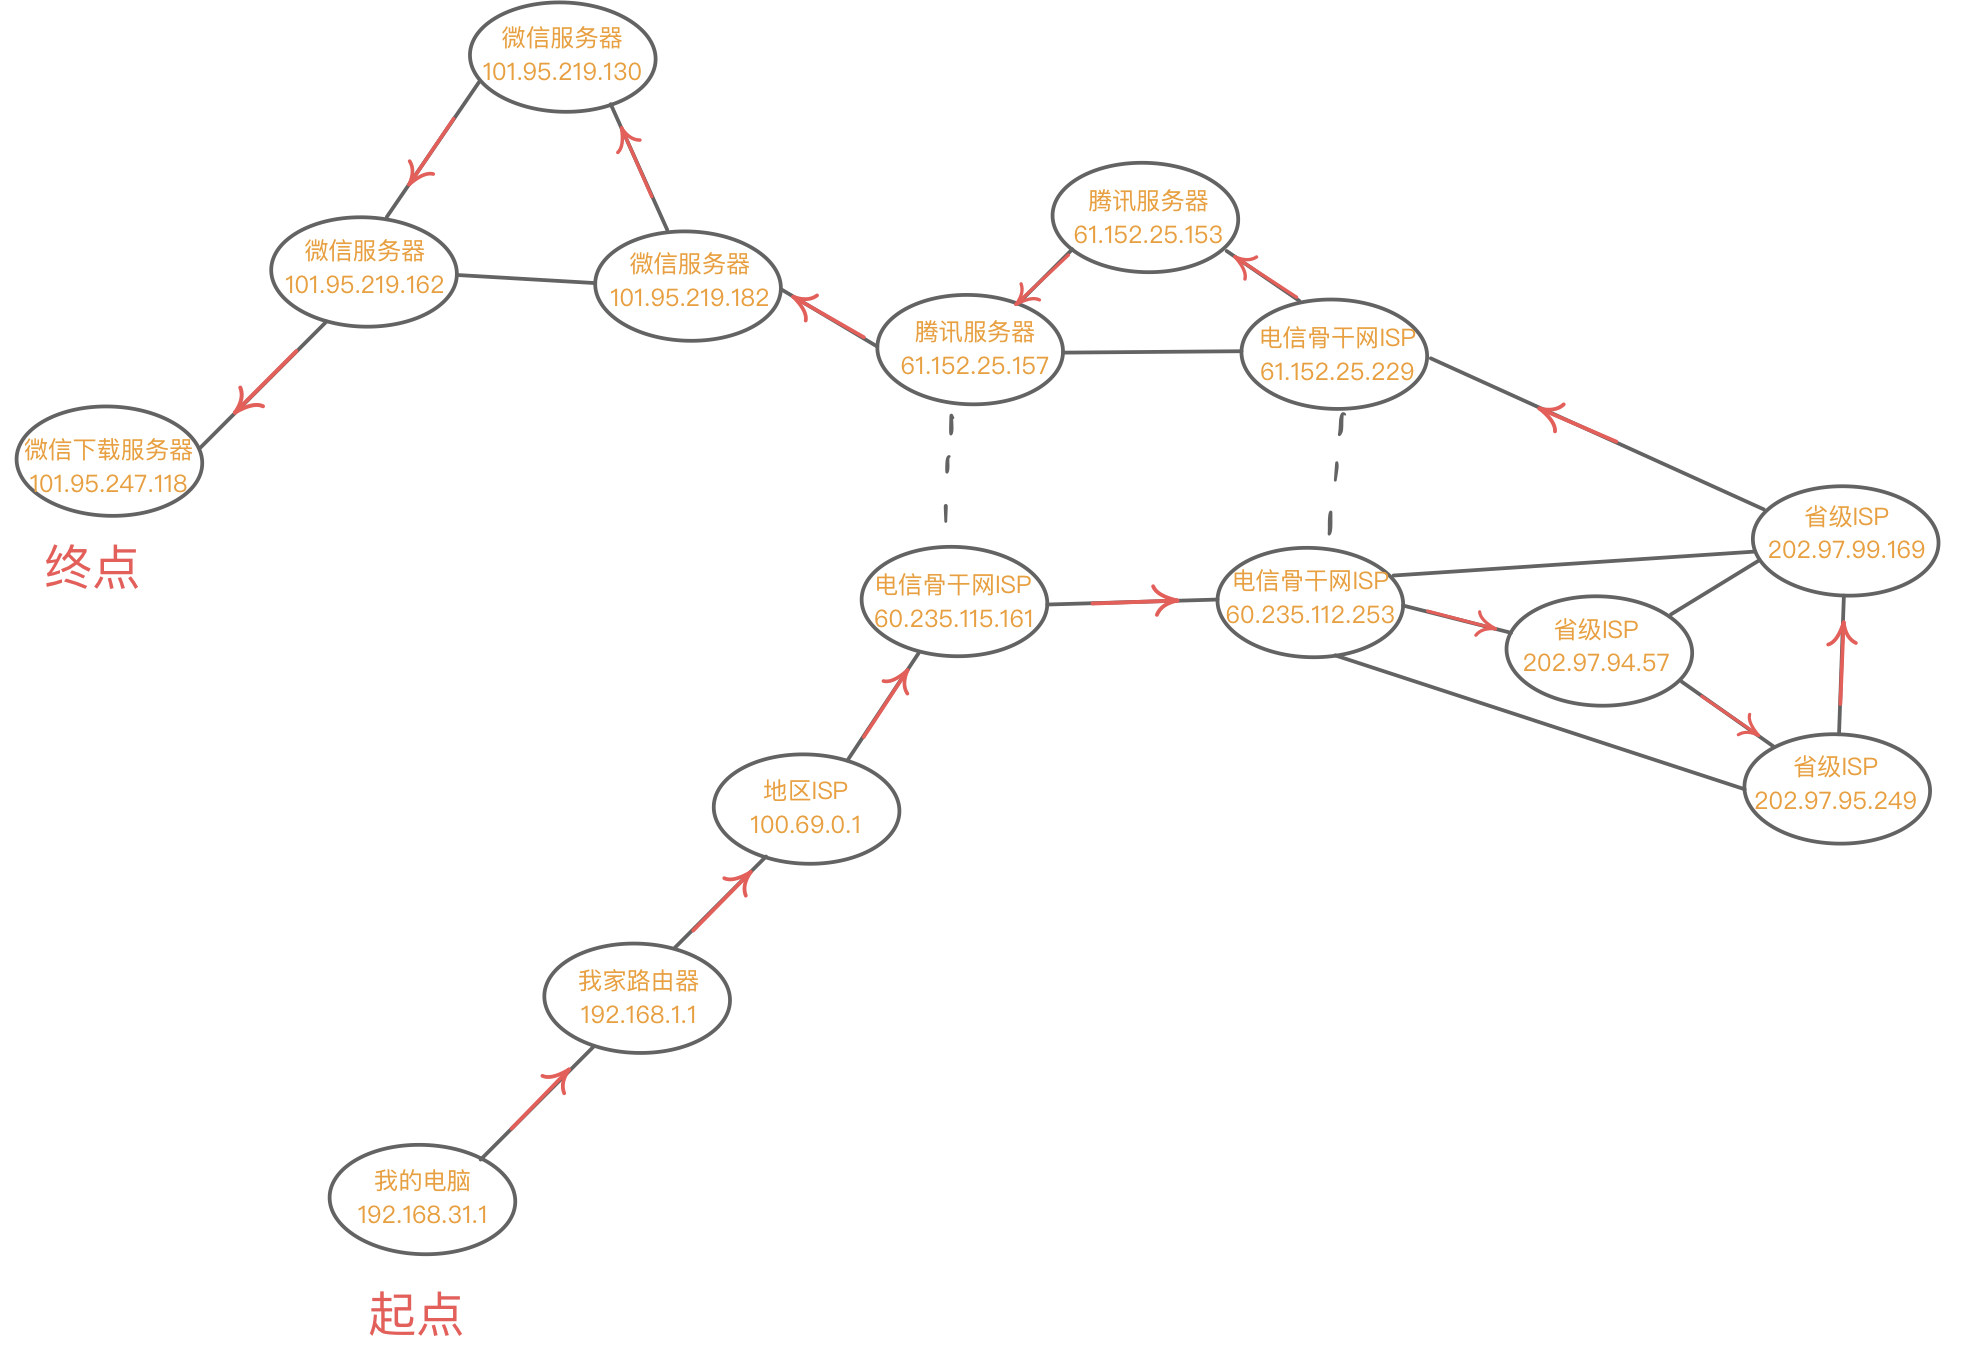 微信服务器
101.95.219.130
腾讯服务器
61.152.25.153
微信服务器
101.95.219.162
微信服务器
101.95.219.182
腾讯服务器
61.152.25.157
电信骨干网ISP
61.152.25.229
微信下载服务器
101.95.247.118
终点
省级ISP
202.97.99.169
电信骨干网ISP
60.235.115.161
电信骨干网ISP
60.235.112.253
省级ISP
202.97.94.57
省级ISP
202.97.95.249
地区ISP
100.69.0.1
我家路由器
192.168.1.1
我的电脑
192.168.31.1
起点